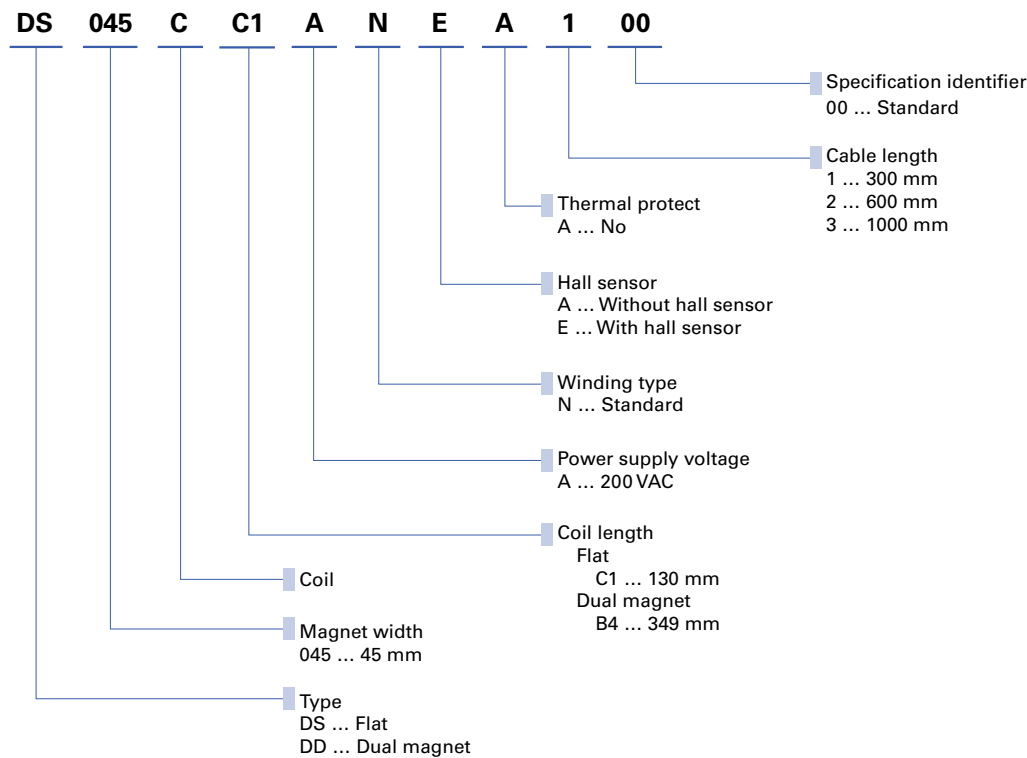 DS 045 C C1 A N E A 1 00
Specification identifier
00 ... Standard
Cable length
1 ... 300 mm
2 ... 600 mm
3 ... 1000 mm
Thermal protect
A ... No
Hall sensor
A ... Without hall sensor
E ... With hall sensor
Winding type
N ... Standard
Power supply voltage
A ... 200 VAC
Coil length
Flat
C1 ... 130 mm
Dual magnet
B4 ... 349 mm
Coil
Magnet width
045 ... 45 mm
Type
DS ... Flat
DD ... Dual magnet